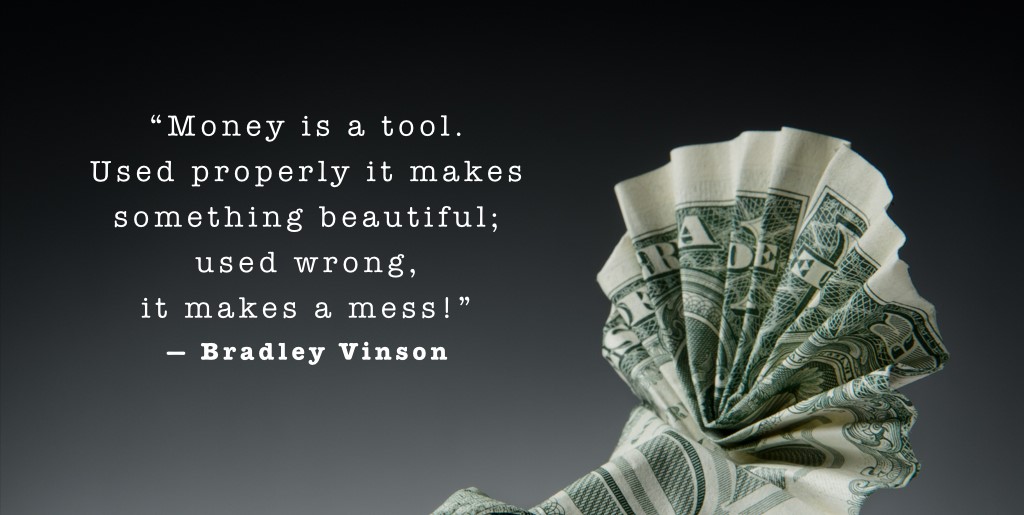 “Money is a tool.
Used properly it makes
something beautiful;
used wrong,
it makes a mess!”
— Bradley Vinson